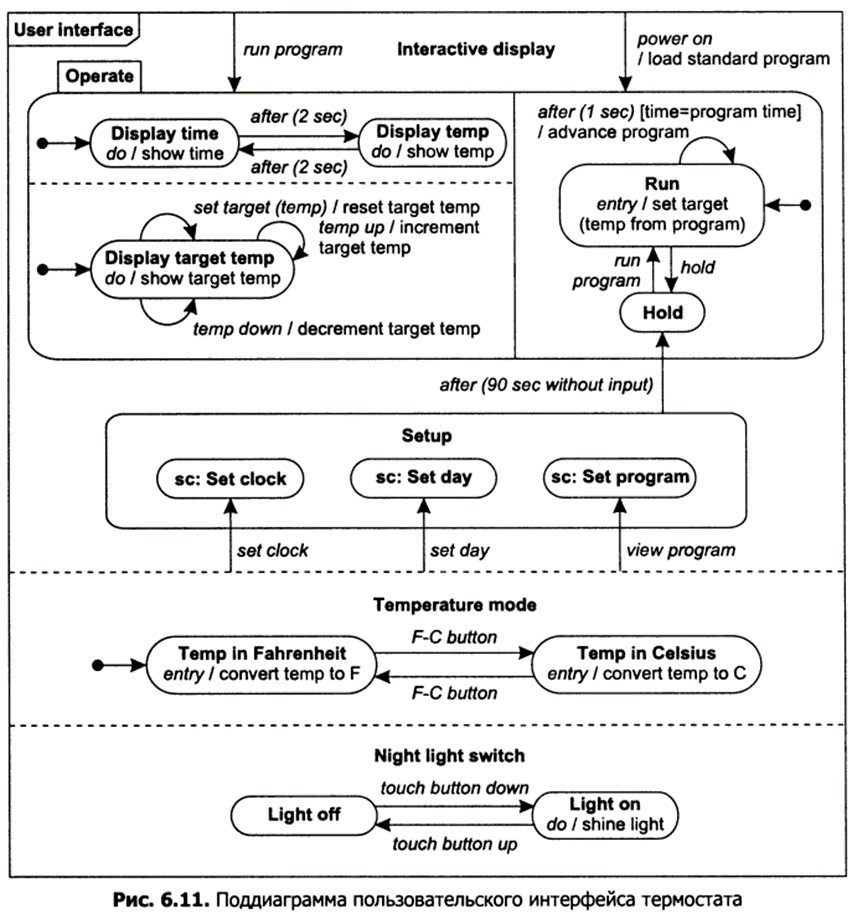 User interface
run program
Interactive display
power on
/ load standard program
Operate
after (2 sec)
Display time
do / show time
Display temp
do / show temp
after (2 sec)
set target (temp) / reset target temp
temp up / increment
target temp
Display target temp
do / show target temp
temp down / decrement target temp
after (1 sec) [time=program time]
/ advance program
Run
entry / set target
(temp from program)
run
program
hold
Hold
after (90 sec without input)
Setup
sc: Set clock
sc: Set day
sc: Set program
set clock
set day
view program
Temperature mode
F-C button
Temp in Fahrenheit
entry / convert temp to F
Temp in Celsius
entry / convert temp to C
F-C button
Night light switch
touch button down
Light off
Light on
do / shine light
touch button up
Рис. 6.11. Поддиаграмма пользовательского интерфейса термостата